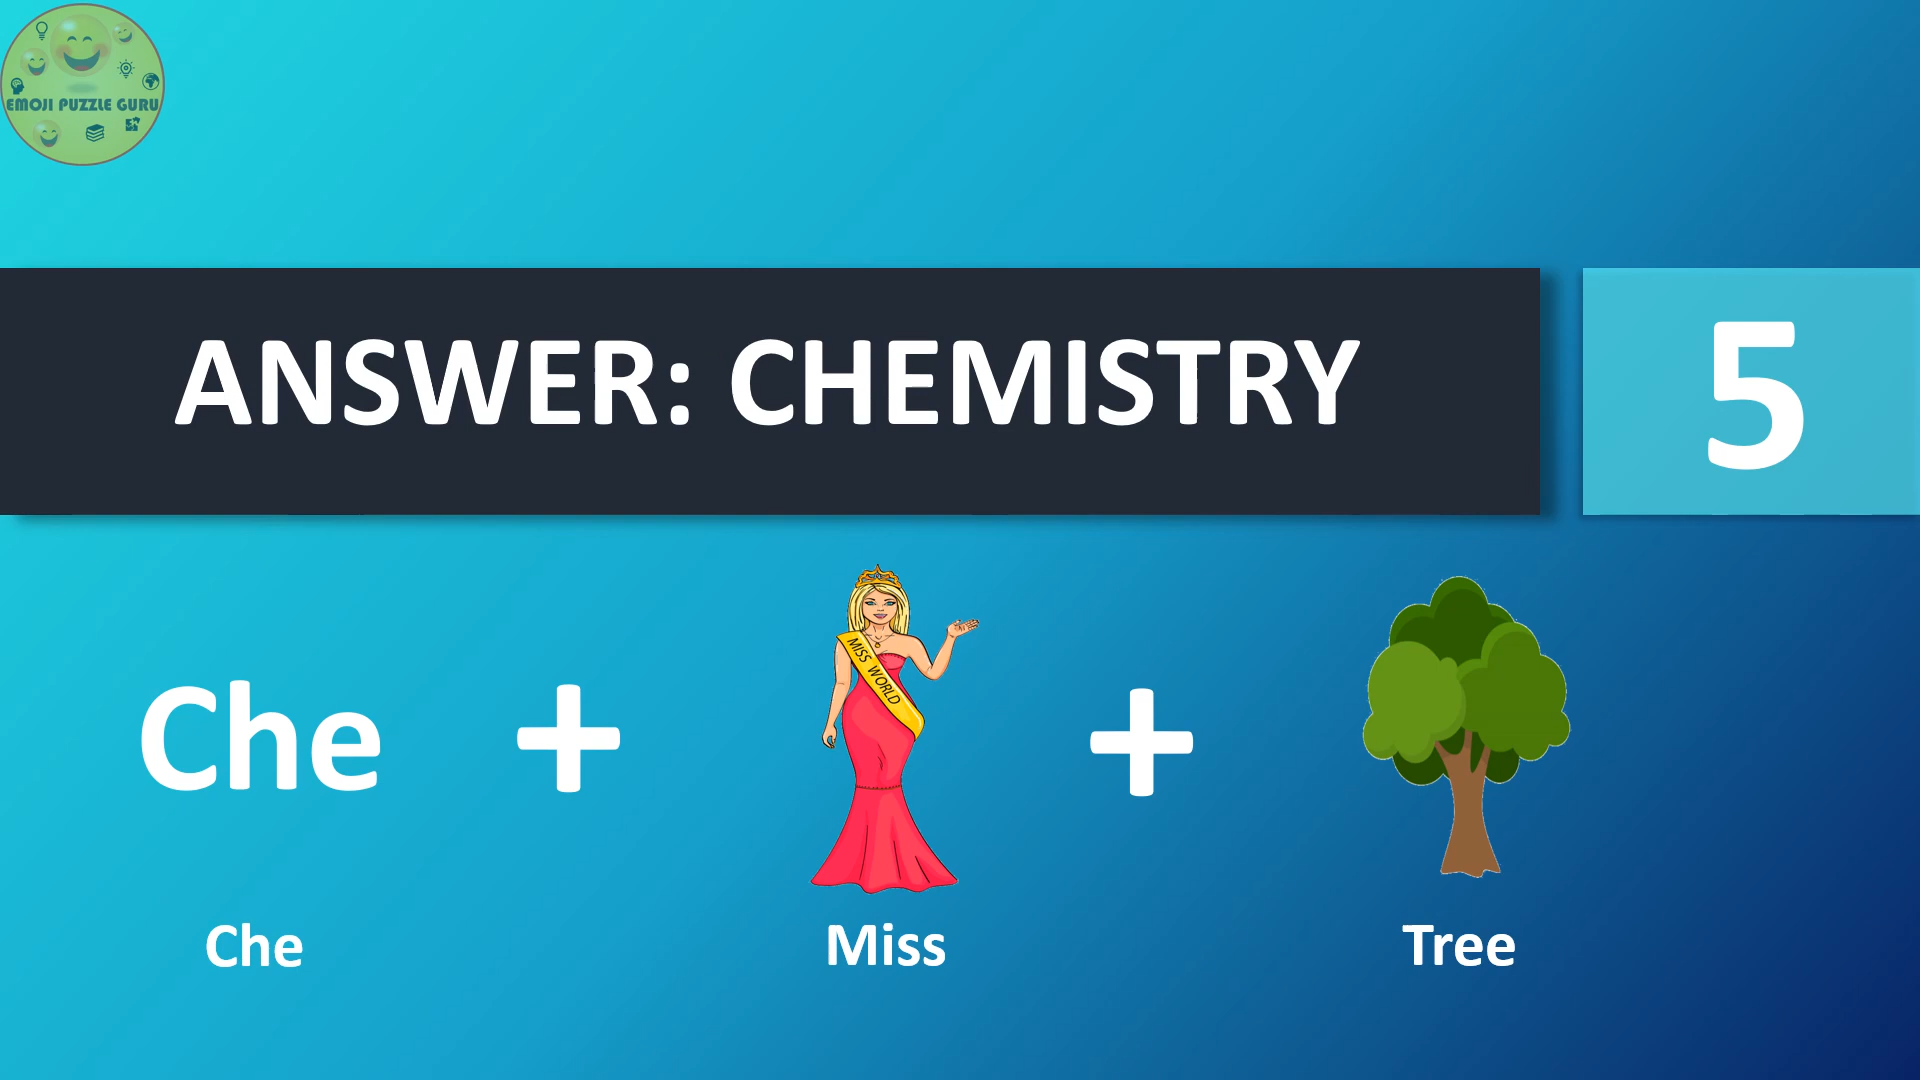 EMOJI PUZZLE GURU
ANSWER: CHEMISTRY
5
Che + + 
MISS WORLD
Che
Miss
Tree